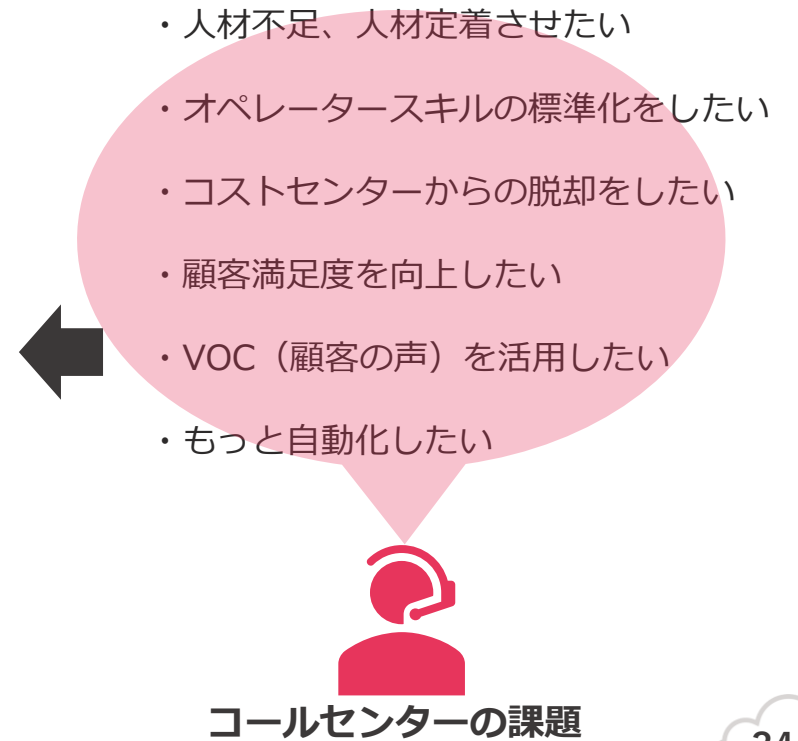 ・人材不足、人材定着させたい
・オペレータースキルの標準化をしたい
・コストセンターからの脱却をしたい
・顧客満足度を向上したい
・VOC（顧客の声）を活用したい
・もっと自動化したい
コールセンターの課題